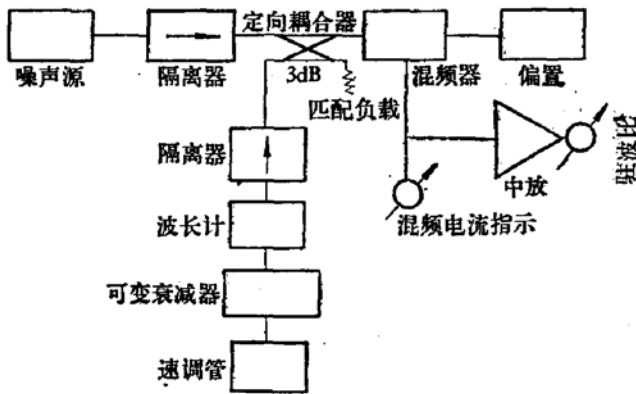 定向耦合器
噪声源
隔离器
3dB
混频器
偏置
匹配负载
隔离器
中放
驻波比
波长计
混频电流指示
可变衰减器
速调管